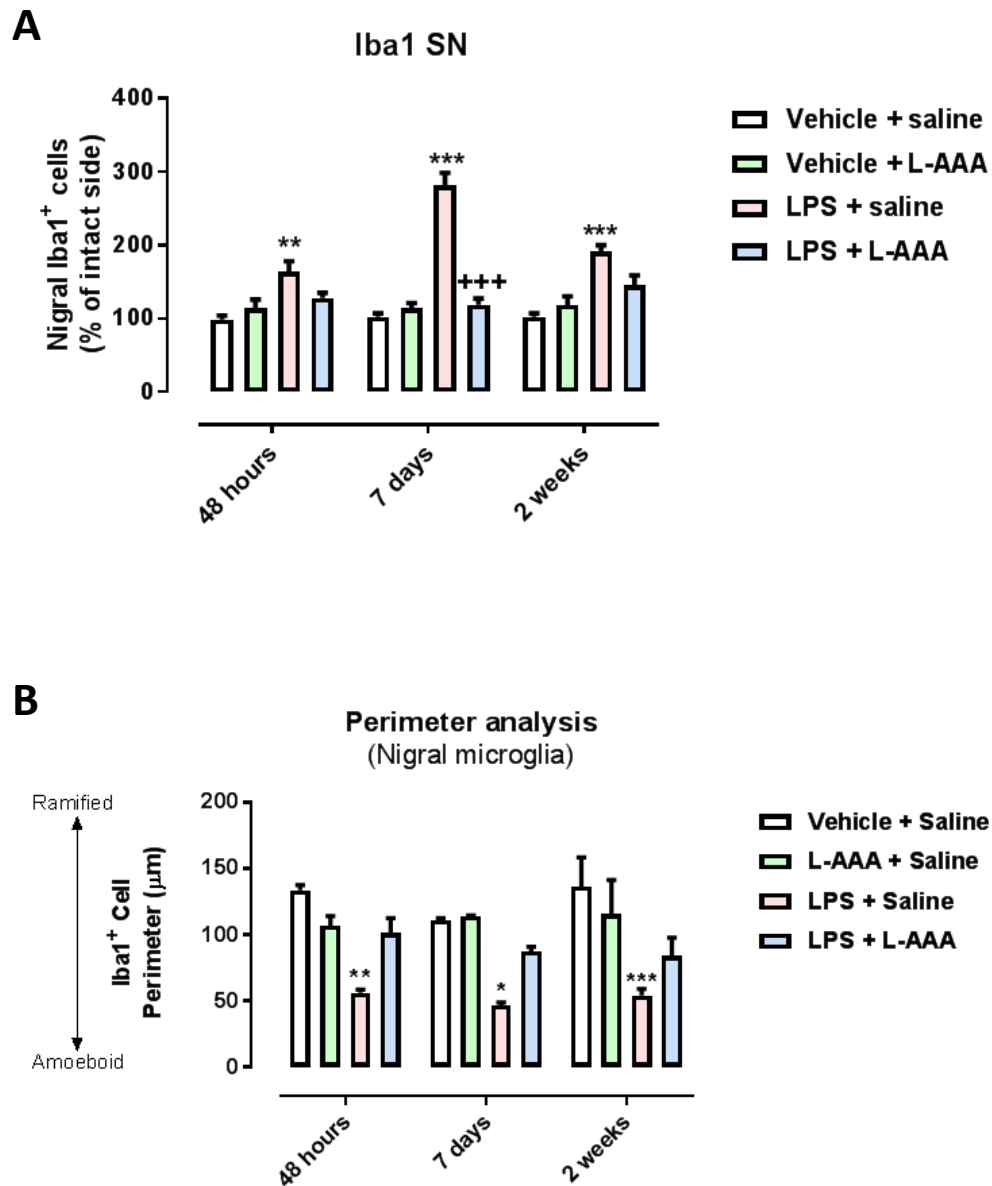 A
Iba1 SN
400
300
200
100
0
Nigral Iba1+ cells
(% of intact side)
**
***
+++
***
48 hours
7 days
2 weeks
Vehicle + saline
Vehicle + L-AAA
LPS + saline
LPS + L-AAA
B
Perimeter analysis
(Nigral microglia)
Ramified
Amoeboid
Iba1+ Cell
Perimeter (μm)
200
150
100
50
0
**
*
***
48 hours
7 days
2 weeks
Vehicle + Saline
L-AAA + Saline
LPS + Saline
LPS + L-AAA